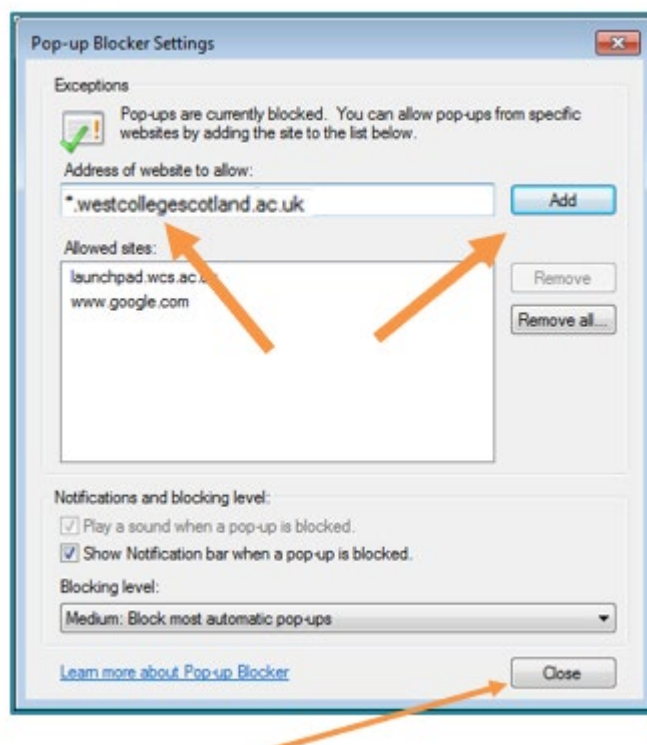 Pop-up Blocker Settings
Exceptions
Pop-ups are currently blocked. You can allow pop-ups from specific
websites by adding the site to the list below.
Address of website to allow:
*.westcollegescotland.ac.uk
Add
Allowed sites:
launchpad.wcs.ac.
www.google.com
Remove
Remove all...
Notifications and blocking level:
Play a sound when a pop-up is blocked.
Show Notification bar when a pop-up is blocked.
Blocking level:
Medium: Block most automatic pop-ups
Learn more about Pop-up Blocker
Close